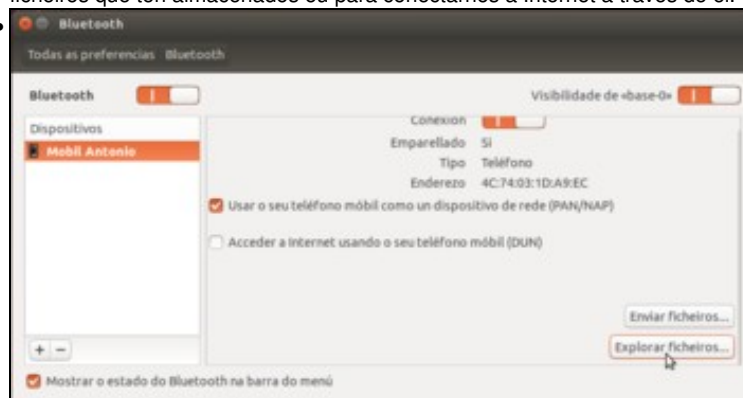 ficheiros que ten almacenados ou para conectarnos a Internet a través del.
Bluetooth
Todas as preferencias Bluetooth
Bluetooth
Visibilidade de «base-0»
Dispositivos
Mobil Antonio
Conexión
Emparellado Si
Tipo Teléfono
Enderezo 4C:74:03:1D:A9:EC
Usar o seu teléfono móbil como un dispositivo de rede (PAN/NAP)
Acceder a Internet usando o seu teléfono móbil (DUN)
Enviar ficheiros...
Explorar ficheiros...
+ −
Mostrar o estado do Bluetooth na barra do menú